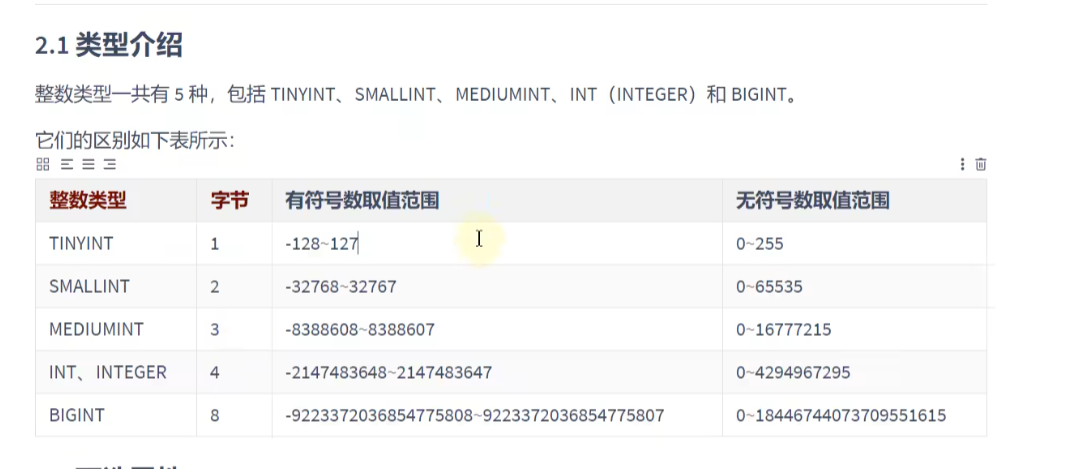 2.1 类型介绍
整数类型一共有 5 种，包括 TINYINT、SMALLINT、MEDIUMINT、INT（INTEGER）和 BIGINT。
它们的区别如下表所示：
整数类型 字节 有符号数取值范围 无符号数取值范围
TINYINT 1 -128~127 0~255
SMALLINT 2 -32768~32767 0~65535
MEDIUMINT 3 -8388608~8388607 0~16777215
INT、INTEGER 4 -2147483648~2147483647 0~4294967295
BIGINT 8 -9223372036854775808~9223372036854775807 0~18446744073709551615